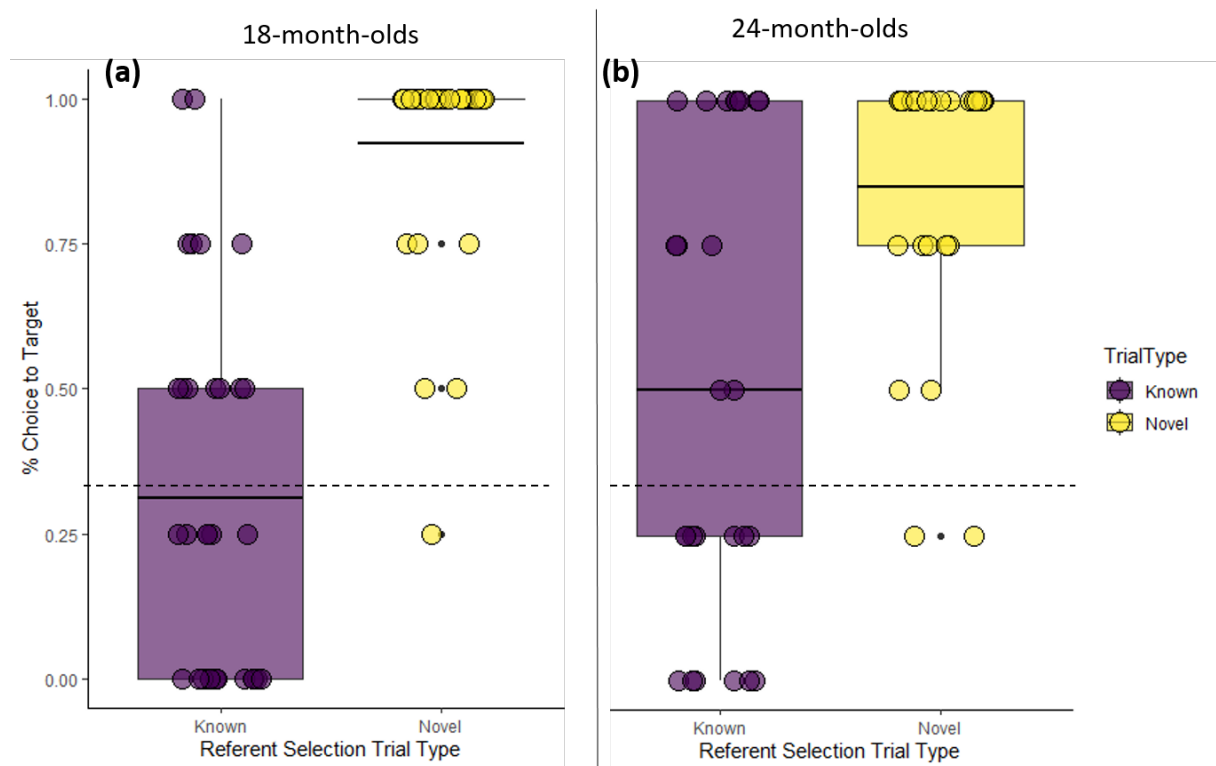 18-month-olds
24-month-olds
(a)
(b)
% Choice to Target
1.00
0.75
0.50
0.25
0.00
Known
Novel
Referent Selection Trial Type
Known
Novel
Referent Selection Trial Type
TrialType
Known
Novel